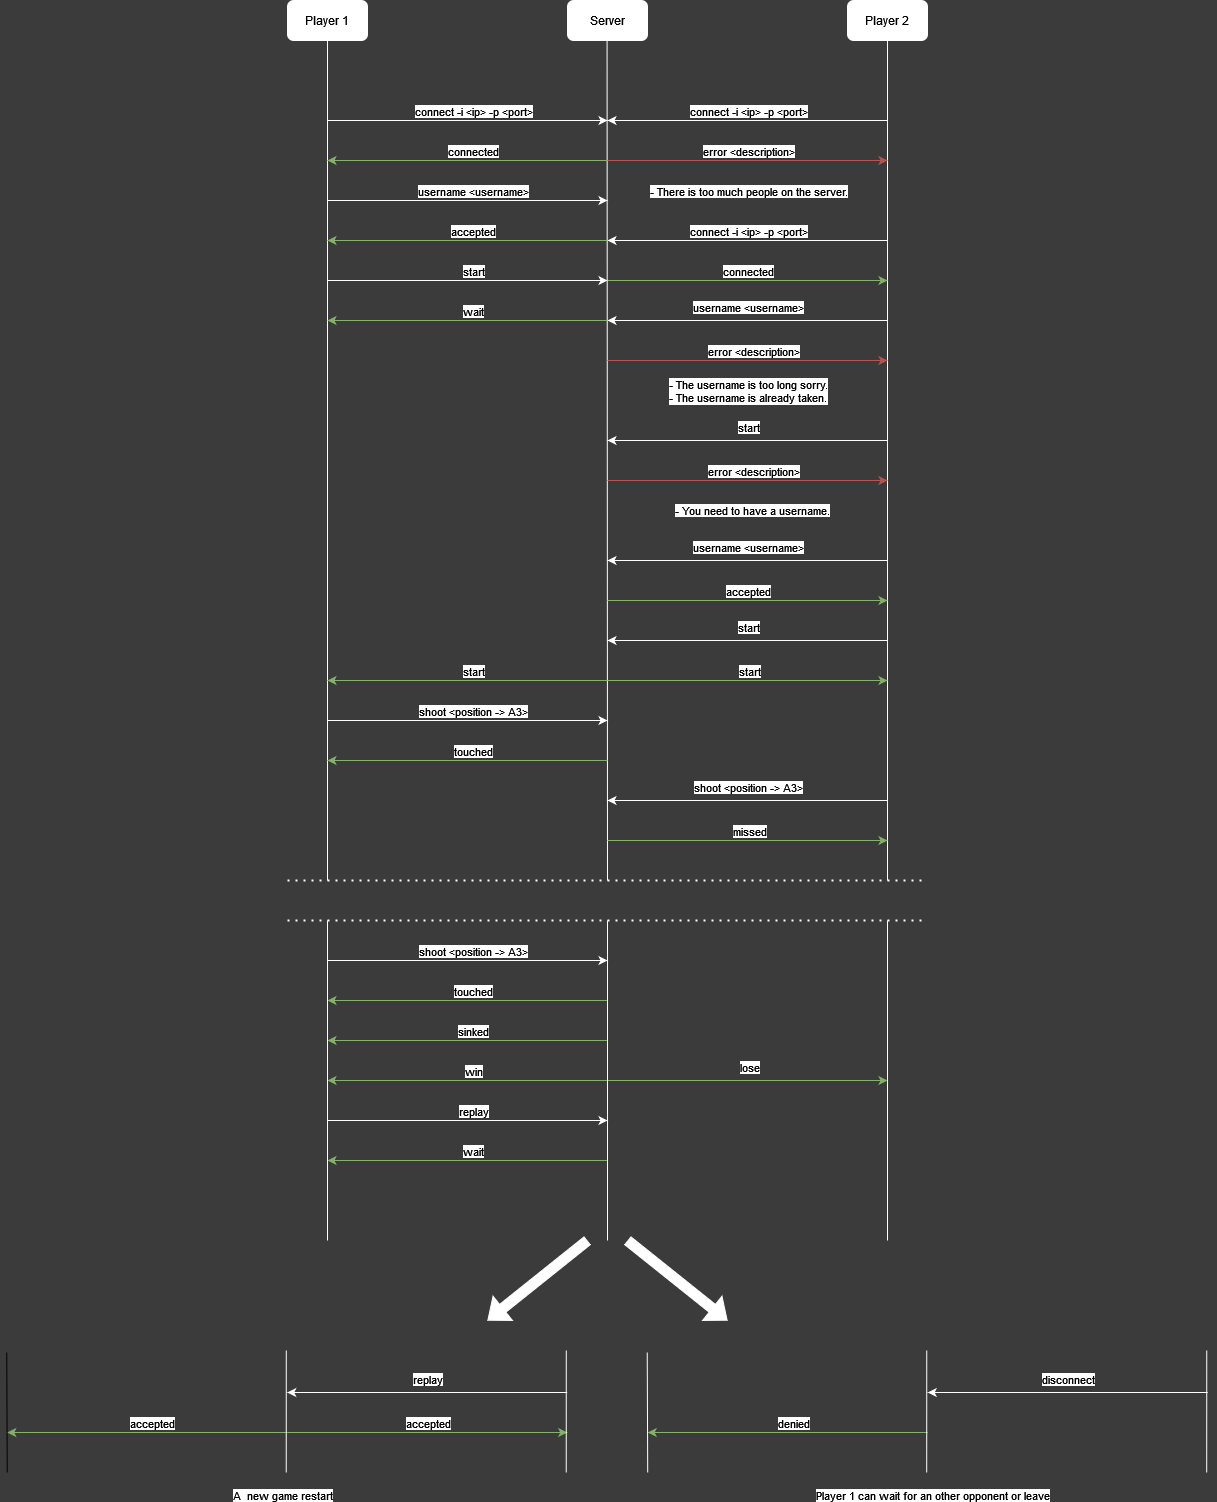 Player 1
Server
Player 2
connect -i <ip> -p <port>
connect -i <ip> -p <port>
connected
error <description>
username <username>
- There is too much people on the server.
accepted
connect -i <ip> -p <port>
start
connected
wait
username <username>
error <description>
- The username is too long sorry.
- The username is already taken.
start
error <description>
- You need to have a username.
username <username>
accepted
start
start
start
shoot <position -> A3>
touched
shoot <position -> A3>
missed
shoot <position -> A3>
touched
sinked
win
lose
replay
wait
replay
disconnect
accepted
accepted
denied
A  new game restart
Player 1 can wait for an other opponent or leave